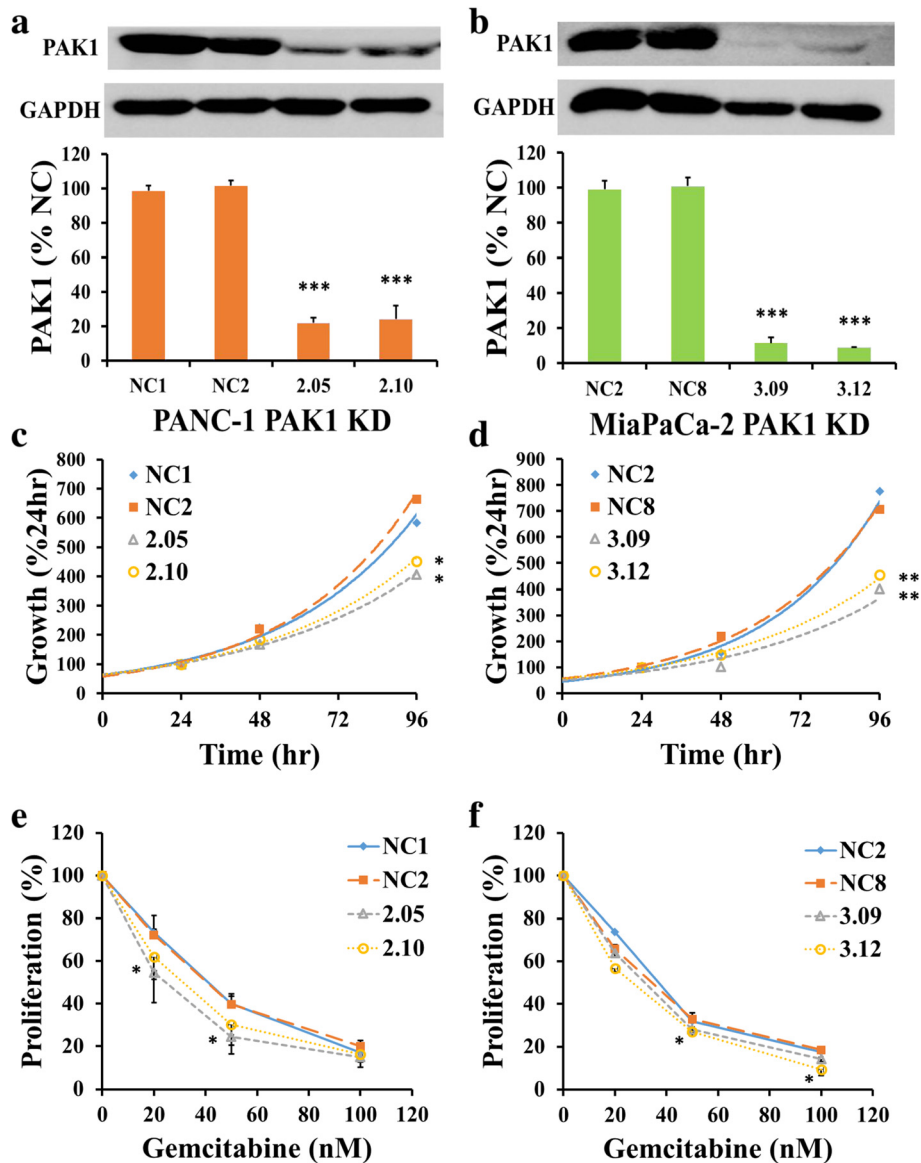 a
PAK1
GAPDH
120
100
80
60
40
20
0
PAK1 (% NC)
***
***
NC1 NC2 2.05 2.10
PANC-1 PAK1 KD
b
PAK1
GAPDH
120
100
80
60
40
20
0
PAK1 (% NC)
***
***
NC2 NC8 3.09 3.12
MiaPaCa-2 PAK1 KD
c
800
700
600
500
400
300
200
100
0
Growth (%24hr)
NC1
NC2
2.05
2.10
*
*
0 24 48 72 96
Time (hr)
d
900
800
700
600
500
400
300
200
100
0
Growth (%24hr)
NC2
NC8
3.09
3.12
**
**
0 24 48 72 96
Time (hr)
e
120
100
80
60
40
20
0
Proliferation (%)
NC1
NC2
2.05
2.10
*
*
0 20 40 60 80 100 120
Gemcitabine (nM)
f
120
100
80
60
40
20
0
Proliferation (%)
NC2
NC8
3.09
3.12
*
*
0 20 40 60 80 100 120
Gemcitabine (nM)